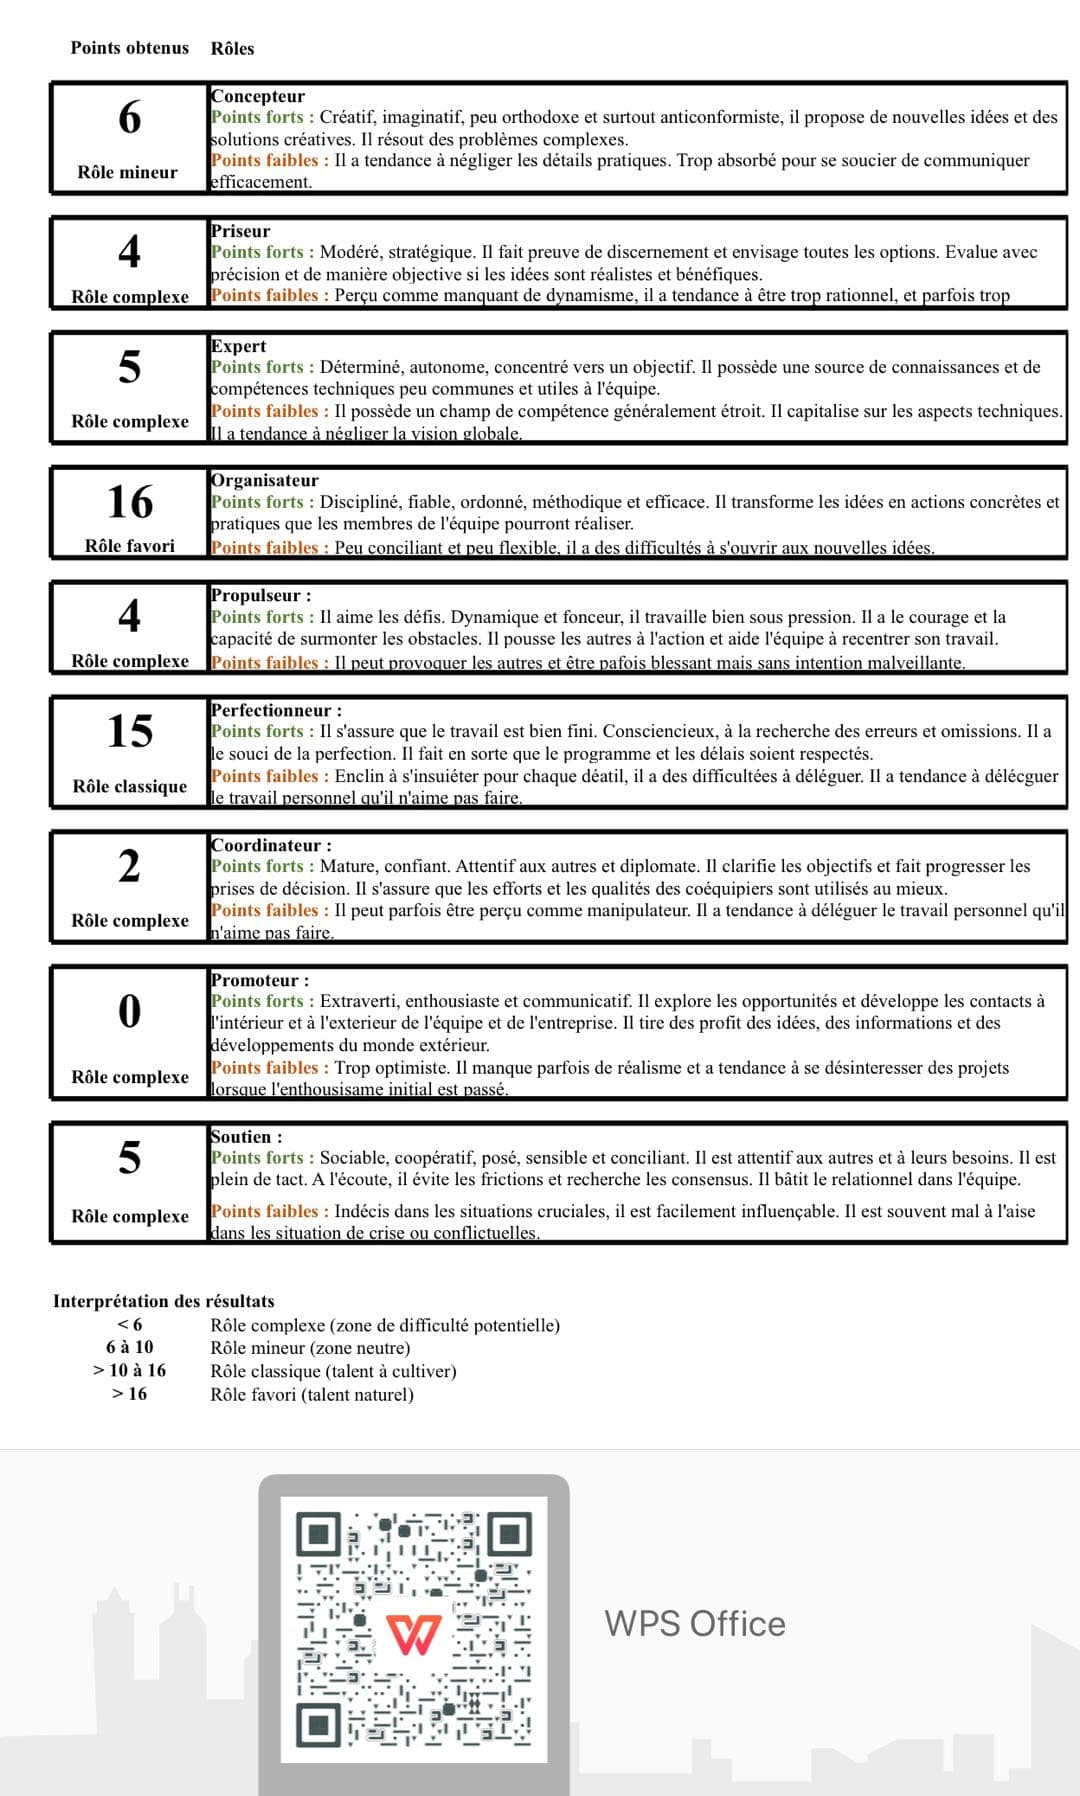 Points obtenus Rôles
6
Rôle mineur
Concepteur
Points forts : Créatif, imaginatif, peu orthodoxe et surtout anticonformiste, il propose de nouvelles idées et des
solutions créatives. Il résout des problèmes complexes.
Points faibles : Il a tendance à négliger les détails pratiques. Trop absorbé pour se soucier de communiquer
efficacement.
4
Rôle complexe
Priseur
Points forts : Modéré, stratégique. Il fait preuve de discernement et envisage toutes les options. Evalue avec
précision et de manière objective si les idées sont réalistes et bénéfiques.
Points faibles : Perçu comme manquant de dynamisme, il a tendance à être trop rationnel, et parfois trop
5
Rôle complexe
Expert
Points forts : Déterminé, autonome, concentré vers un objectif. Il possède une source de connaissances et de
compétences techniques peu communes et utiles à l'équipe.
Points faibles : Il possède un champ de compétence généralement étroit. Il capitalise sur les aspects techniques.
Il a tendance à négliger la vision globale.
16
Rôle favori
Organisateur
Points forts : Discipliné, fiable, ordonné, méthodique et efficace. Il transforme les idées en actions concrètes et
pratiques que les membres de l'équipe pourront réaliser.
Points faibles : Peu conciliant et peu flexible, il a des difficultés à s'ouvrir aux nouvelles idées.
4
Rôle complexe
Propulseur :
Points forts : Il aime les défis. Dynamique et fonceur, il travaille bien sous pression. Il a le courage et la
capacité de surmonter les obstacles. Il pousse les autres à l'action et aide l'équipe à recentrer son travail.
Points faibles : Il peut provoquer les autres et être pafois blessant mais sans intention malveillante.
15
Rôle classique
Perfectionneur :
Points forts : Il s'assure que le travail est bien fini. Consciencieux, à la recherche des erreurs et omissions. Il a
le souci de la perfection. Il fait en sorte que le programme et les délais soient respectés.
Points faibles : Enclin à s'insuiéter pour chaque déatil, il a des difficultées à déléguer. Il a tendance à délécguer
le travail personnel qu'il n'aime pas faire.
2
Rôle complexe
Coordinateur :
Points forts : Mature, confiant. Attentif aux autres et diplomate. Il clarifie les objectifs et fait progresser les
prises de décision. Il s'assure que les efforts et les qualités des coéquipiers sont utilisés au mieux.
Points faibles : Il peut parfois être perçu comme manipulateur. Il a tendance à déléguer le travail personnel qu'il
n'aime pas faire.
0
Rôle complexe
Promoteur :
Points forts : Extraverti, enthousiaste et communicatif. Il explore les opportunités et développe les contacts à
l'intérieur et à l'exterieur de l'équipe et de l'entreprise. Il tire des profit des idées, des informations et des
développements du monde extérieur.
Points faibles : Trop optimiste. Il manque parfois de réalisme et a tendance à se désinteresser des projets
lorsque l'enthousisame initial est passé.
5
Rôle complexe
Soutien :
Points forts : Sociable, coopératif, posé, sensible et conciliant. Il est attentif aux autres et à leurs besoins. Il est
plein de tact. A l'écoute, il évite les frictions et recherche les consensus. Il bâtit le relationnel dans l'équipe.
Points faibles : Indécis dans les situations cruciales, il est facilement influençable. Il est souvent mal à l'aise
dans les situation de crise ou conflictuelles.
Interprétation des résultats
< 6 Rôle complexe (zone de difficulté potentielle)
6 à 10 Rôle mineur (zone neutre)
> 10 à 16 Rôle classique (talent à cultiver)
> 16 Rôle favori (talent naturel)
WPS Office